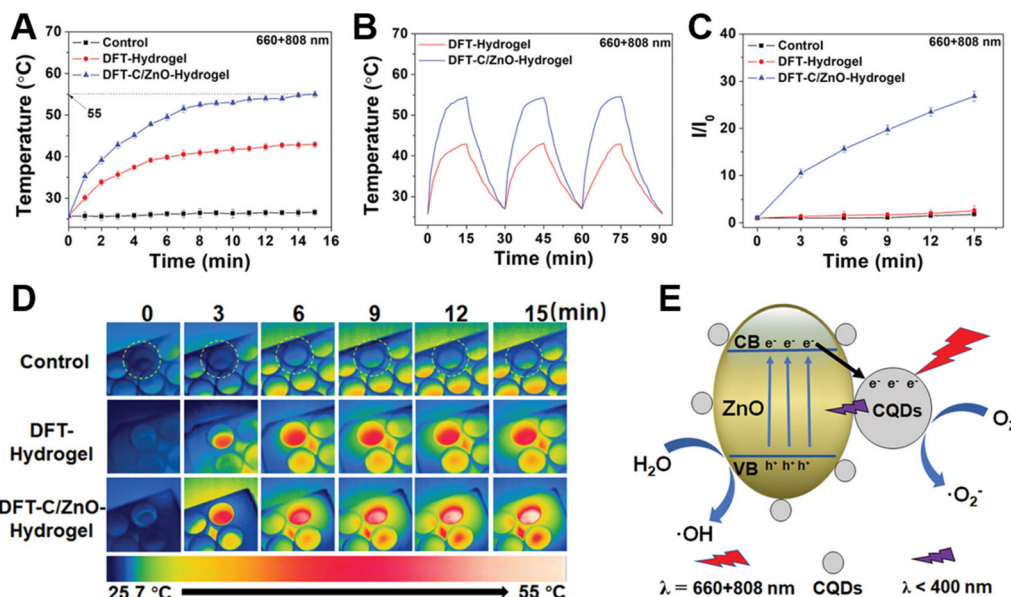 A
660+808 nm
Control
DFT-Hydrogel
DFT-C/ZnO-Hydrogel
Temperature (°C)
70
60
50
40
30
55
0 2 4 6 8 10 12 14 16
Time (min)
B
660+808 nm
DFT-Hydrogel
DFT-C/ZnO-Hydrogel
Temperature (°C)
70
60
50
40
30
0 15 30 45 60 75 90
Time (min)
C
660+808 nm
Control
DFT-Hydrogel
DFT-C/ZnO-Hydrogel
I/I0
40
30
20
10
0
0 3 6 9 12 15
Time (min)
D
0 3 6 9 12 15(min)
Control
DFT-
Hydrogel
DFT-C/ZnO-
Hydrogel
25.7 °C 55 °C
E
CB e- e- e-
e- e- e-
CQDs
ZnO
O2
H2O
VB h+ h+ h+
·O2-
·OH
λ = 660+808 nm CQDs λ < 400 nm